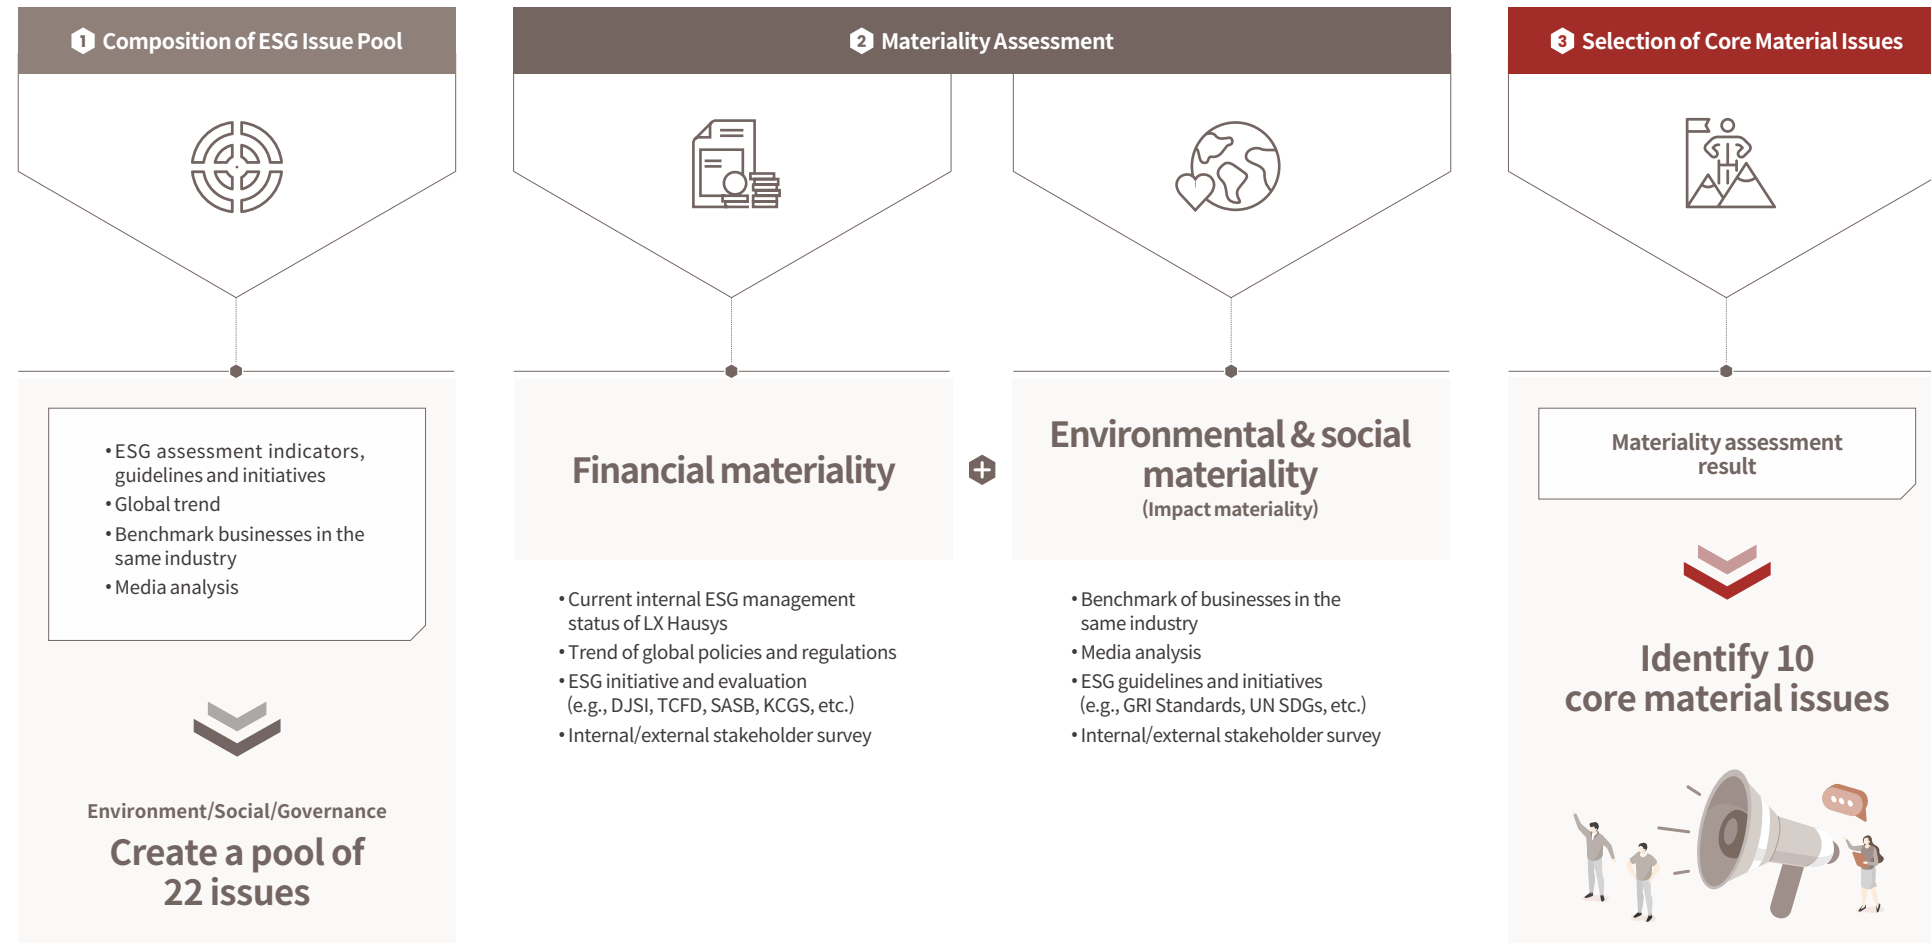 1 Composition of ESG Issue Pool
• ESG assessment indicators,
guidelines and initiatives
• Global trend
• Benchmark businesses in the
same industry
• Media analysis
Environment/Social/Governance
Create a pool of
22 issues
2 Materiality Assessment
Financial materiality
• Current internal ESG management
status of LX Hausys
• Trend of global policies and regulations
• ESG initiative and evaluation
(e.g., DJSI, TCFD, SASB, KCGS, etc.)
• Internal/external stakeholder survey
Environmental & social
materiality
(Impact materiality)
• Benchmark of businesses in the
same industry
• Media analysis
• ESG guidelines and initiatives
(e.g., GRI Standards, UN SDGs, etc.)
• Internal/external stakeholder survey
3 Selection of Core Material Issues
Materiality assessment
result
Identify 10
core material issues